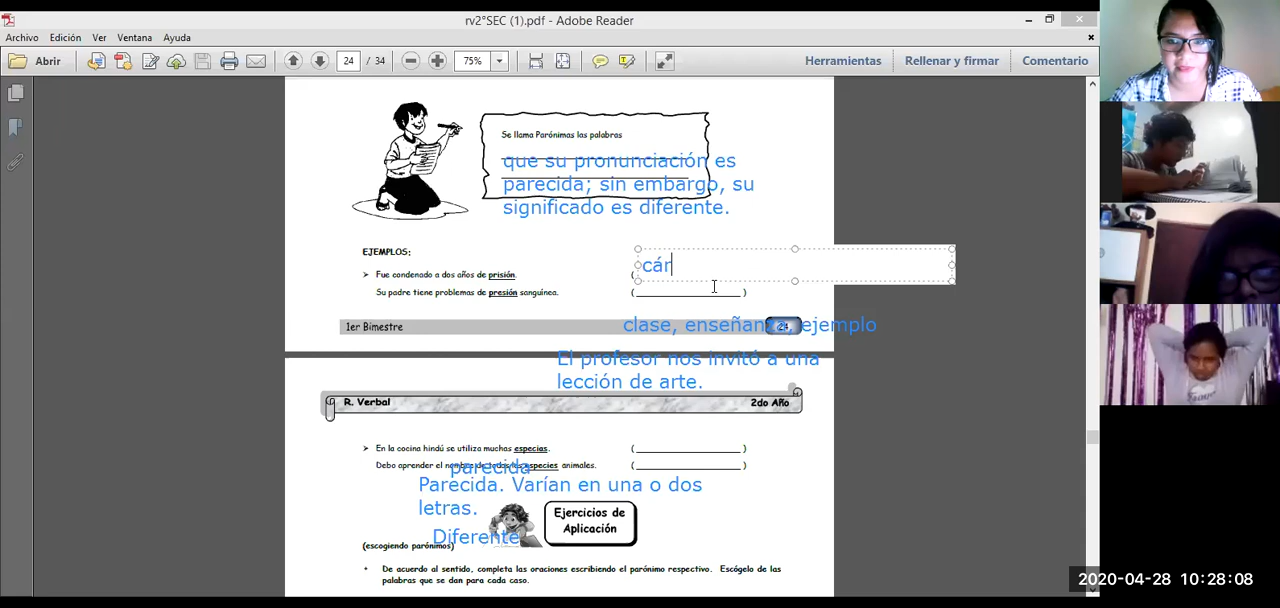 rv2°SEC (1).pdf - Adobe Reader
Archivo Edición Ver Ventana Ayuda
Abrir 24 / 34 75% Herramientas Rellenar y firmar Comentario
Se llama Parónimas las palabras
que su pronunciación es
parecida; sin embargo, su
significado es diferente.
EJEMPLOS:
cár
Fue condenado a dos años de prisión. (
Su padre tiene problemas de presión sanguínea. ( )
1er Bimestre 24
clase, enseñanza, ejemplo
El profesor nos invitó a una
lección de arte.
R. Verbal 2do Año
En la cocina hindú se utiliza muchas especias. ( )
Debo aprender el nombre de todas las especies animales. ( )
parecida
Parecida. Varían en una o dos
letras.
Ejercicios de
Aplicación
Diferente
(escogiendo parónimos)
De acuerdo al sentido, completa las oraciones escribiendo el parónimo respectivo. Escógelo de las
palabras que se dan para cada caso.
2020-04-28 10:28:08